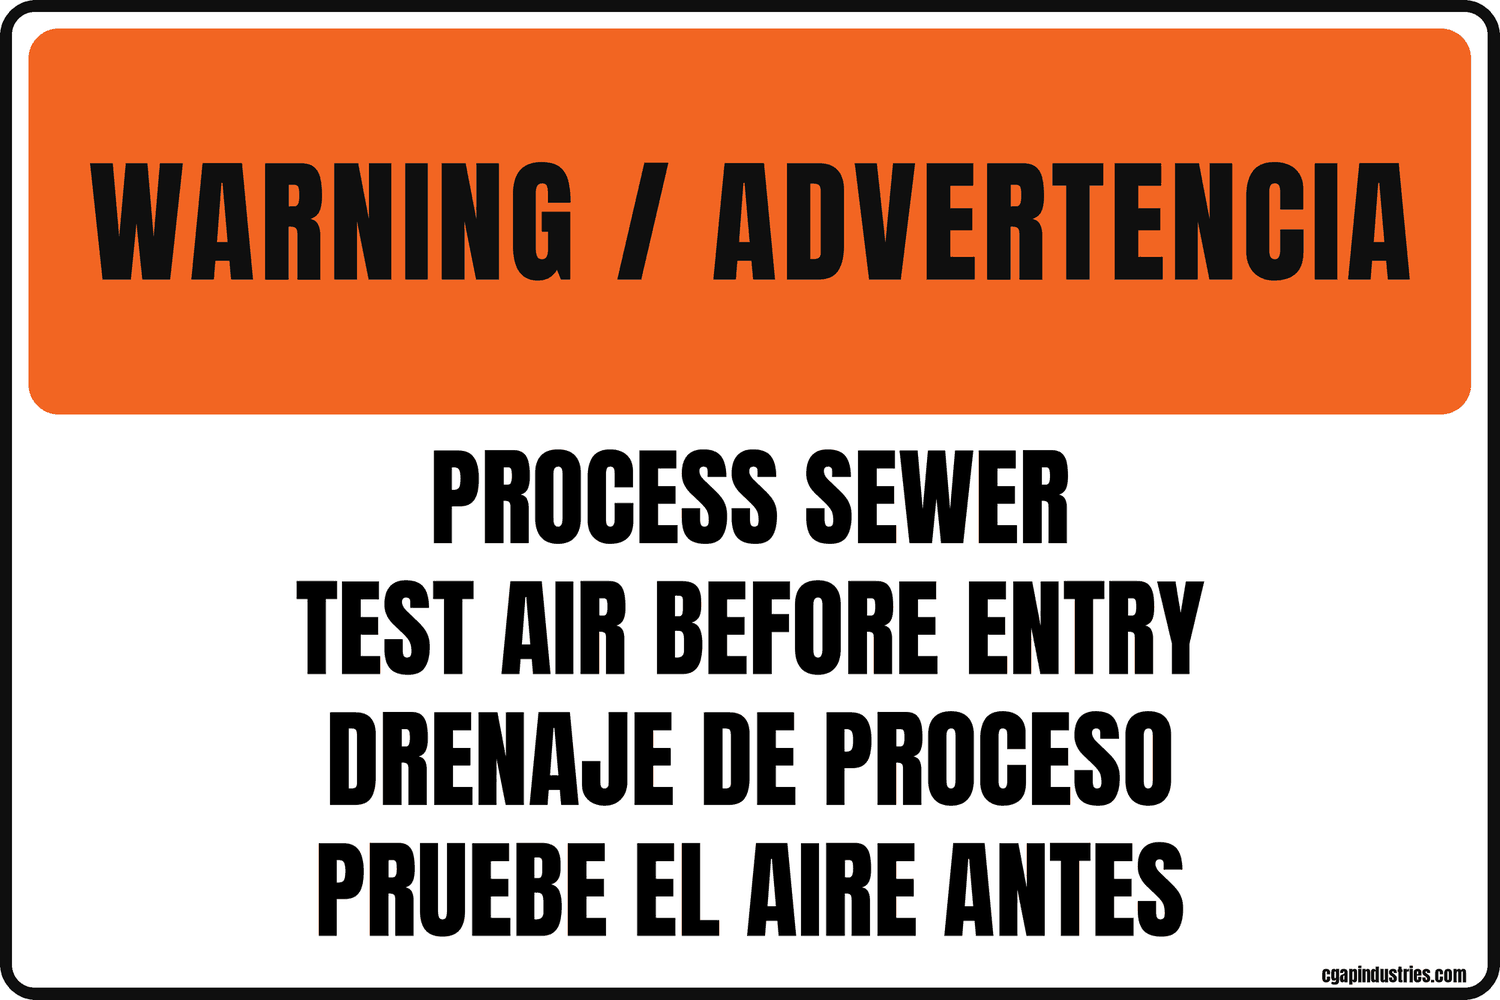 WARNING / ADVERTENCIA
PROCESS SEWER
TEST AIR BEFORE ENTRY
DRENAJE DE PROCESO
PRUEBE EL AIRE ANTES
cgapindustries.com